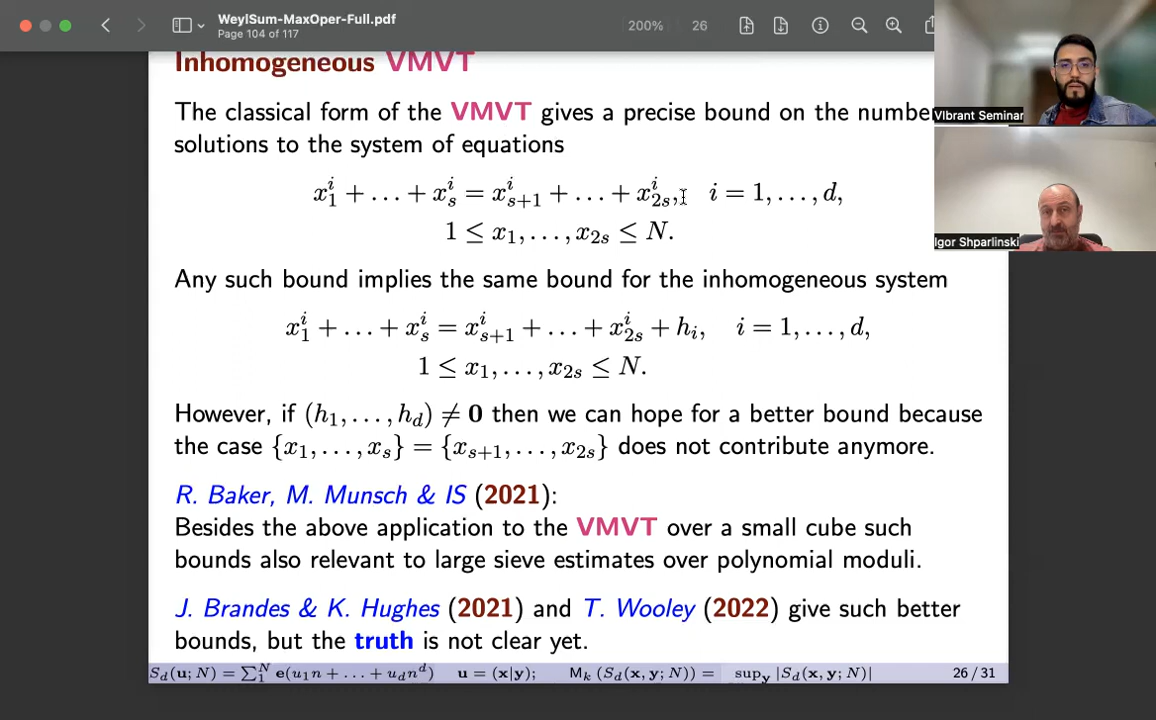 WeylSum-MaxOper-Full.pdf
Page 104 of 117
200%
26
Inhomogeneous VMVT
The classical form of the VMVT gives a precise bound on the numbe
solutions to the system of equations
x_1^i + ... + x_s^i = x_{s+1}^i + ... + x_{2s}^i, i = 1, ..., d,
1 ≤ x_1, ..., x_{2s} ≤ N.
Any such bound implies the same bound for the inhomogeneous system
x_1^i + ... + x_s^i = x_{s+1}^i + ... + x_{2s}^i + h_i, i = 1, ..., d,
1 ≤ x_1, ..., x_{2s} ≤ N.
However, if (h_1, ..., h_d) ≠ 0 then we can hope for a better bound because
the case {x_1, ..., x_s} = {x_{s+1}, ..., x_{2s}} does not contribute anymore.
R. Baker, M. Munsch & IS (2021):
Besides the above application to the VMVT over a small cube such
bounds also relevant to large sieve estimates over polynomial moduli.
J. Brandes & K. Hughes (2021) and T. Wooley (2022) give such better
bounds, but the truth is not clear yet.
S_d(u; N) = ∑_1^N e(u_1 n + ... + u_d n^d) u = (x|y); M_k (S_d(x, y; N)) = sup_y |S_d(x, y; N)| 26 / 31
VIbrant Seminar
Igor Shparlinski